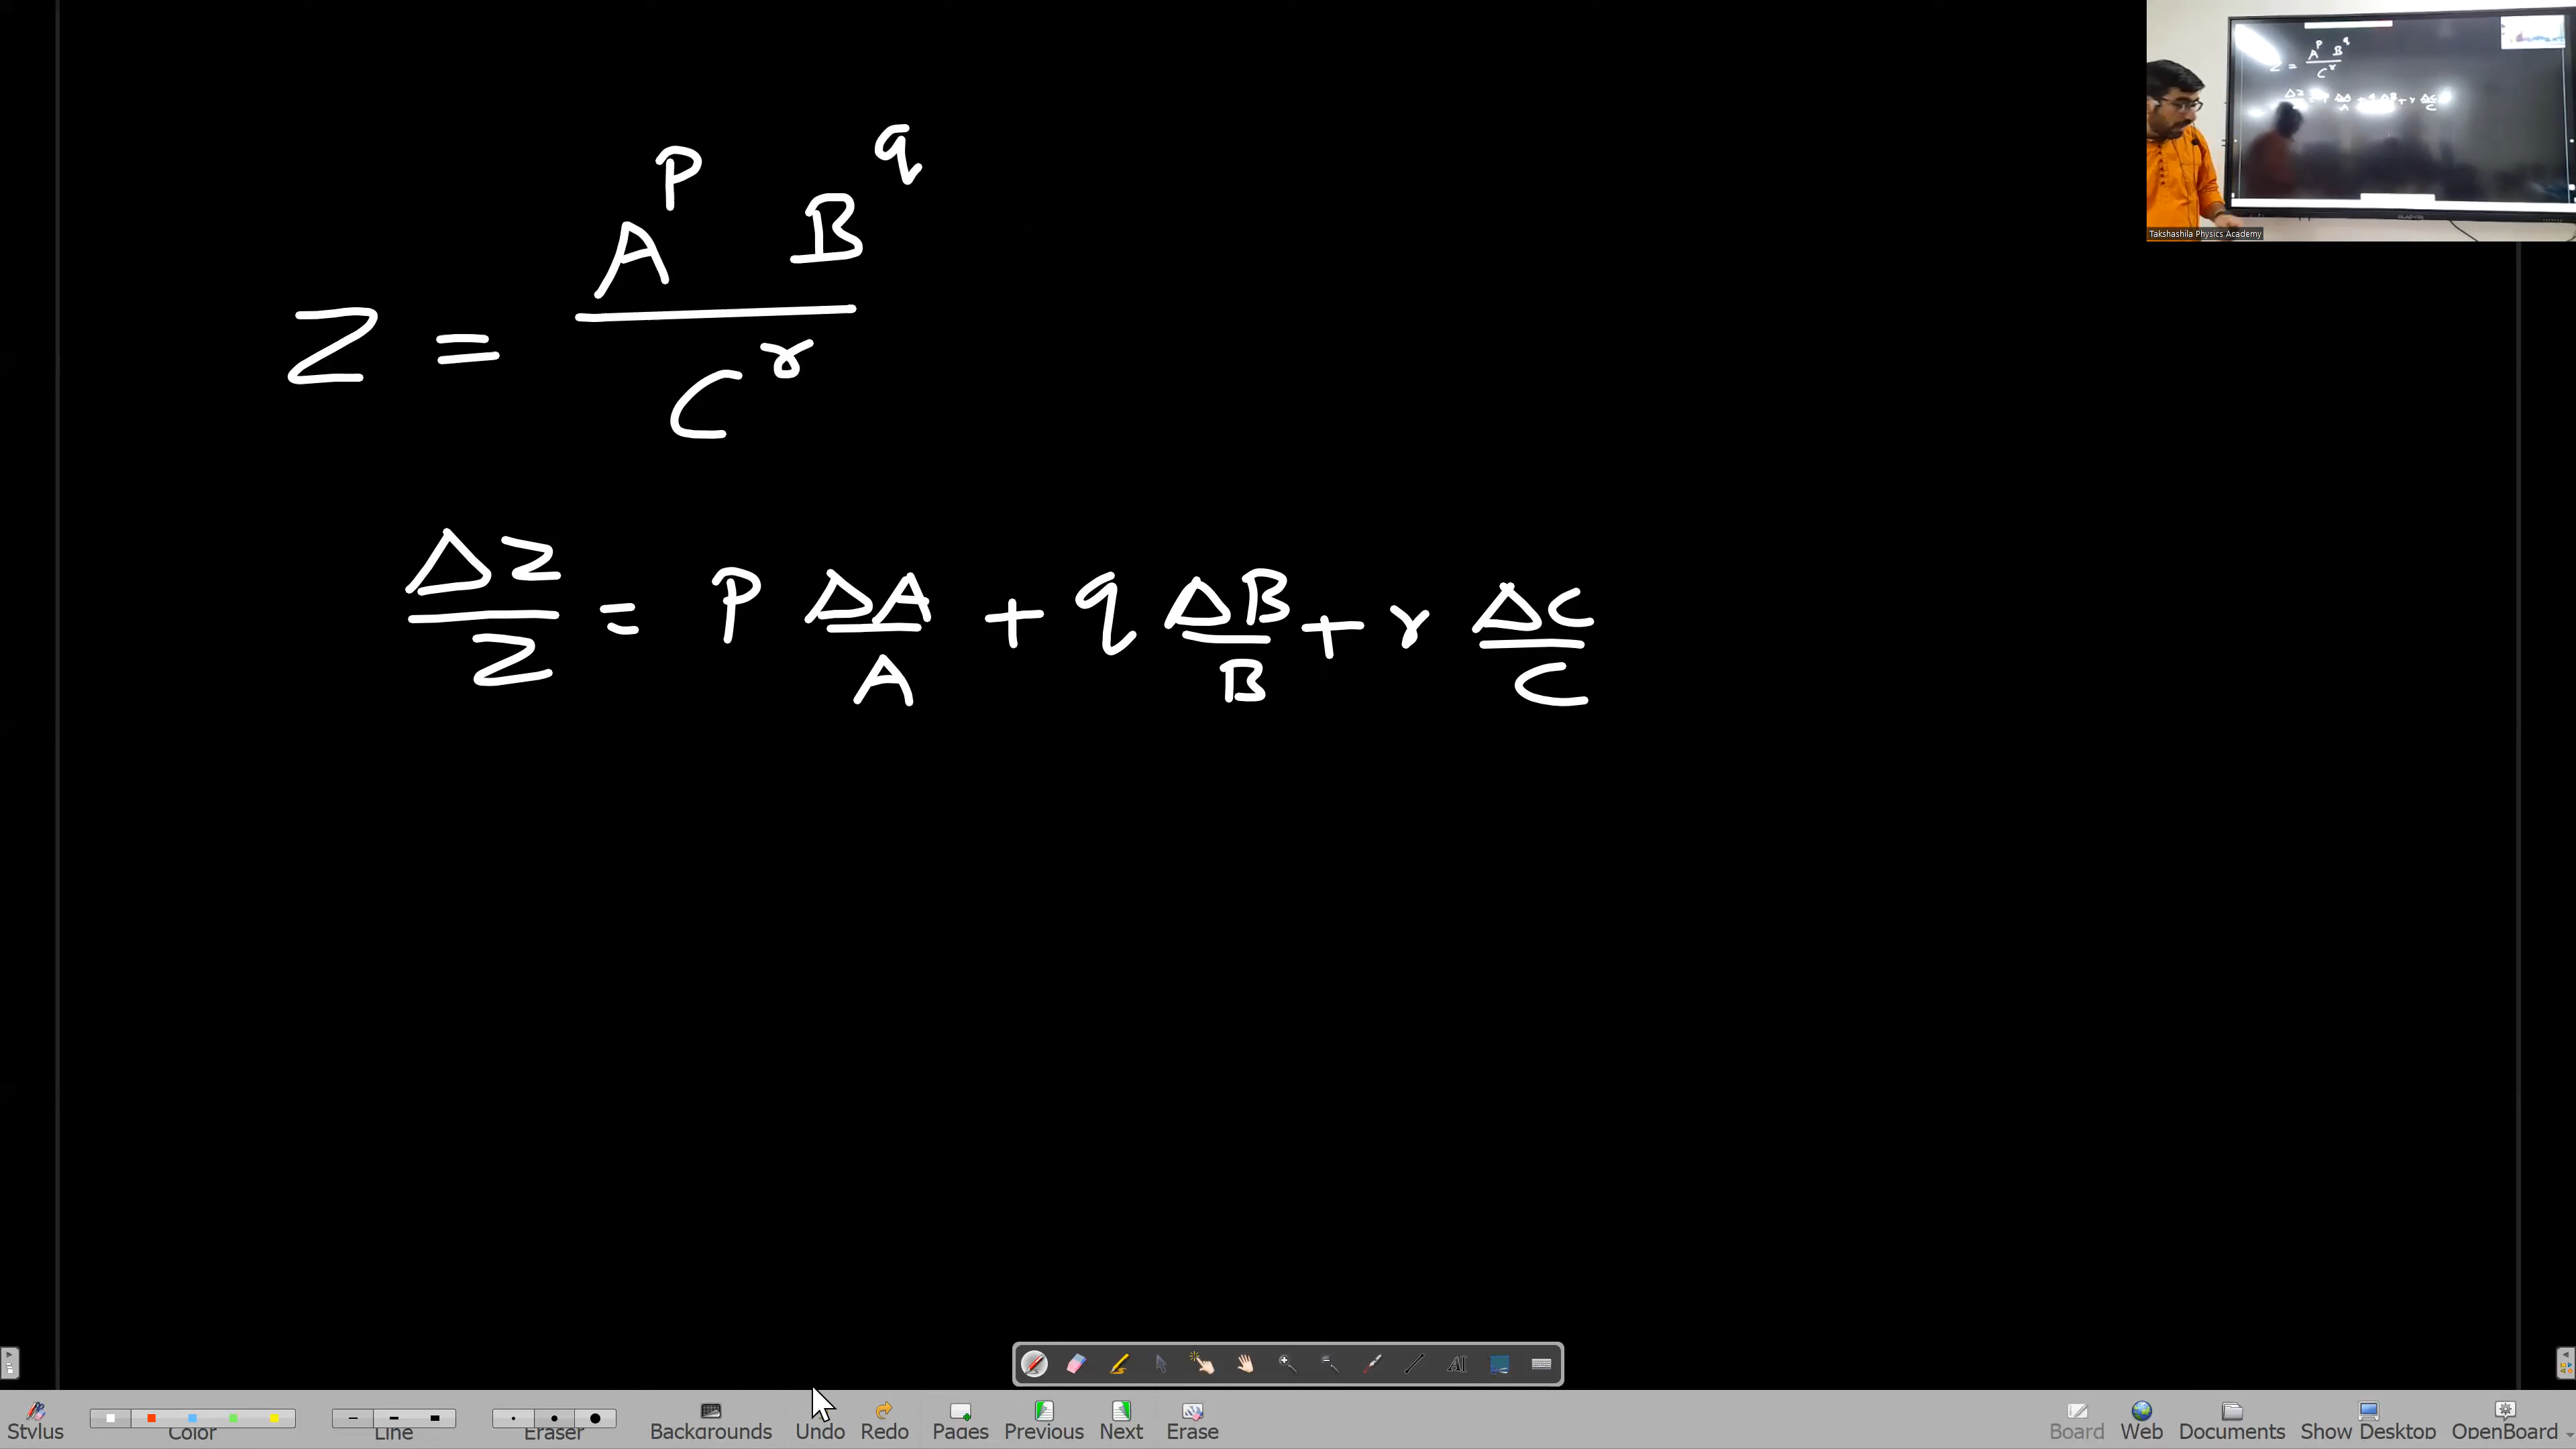 Z = A^p B^q / C^r
ΔZ/Z = p ΔA/A + q ΔB/B + r ΔC/C
Takshashila Physics Academy
Stylus Color Line Eraser Backgrounds Undo Redo Pages Previous Next Erase Board Web Documents Show Desktop OpenBoard